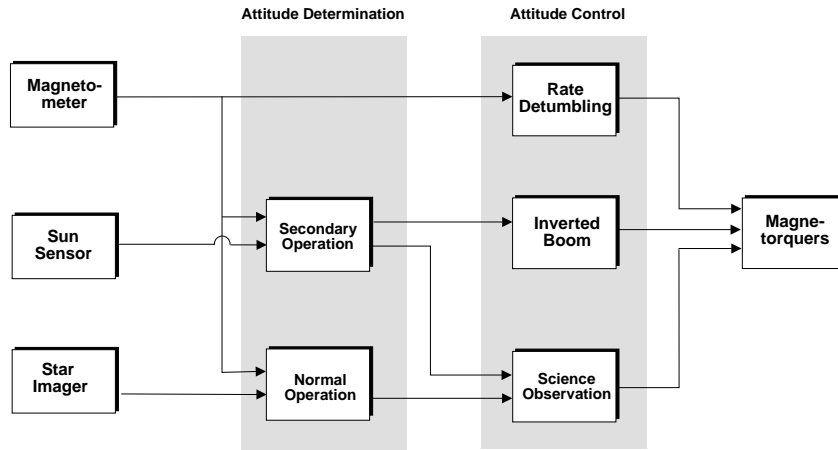 Attitude Determination
Attitude Control
Magneto-
meter
Rate
Detumbling
Sun
Sensor
Secondary
Operation
Inverted
Boom
Magne-
torquers
Star
Imager
Normal
Operation
Science
Observation